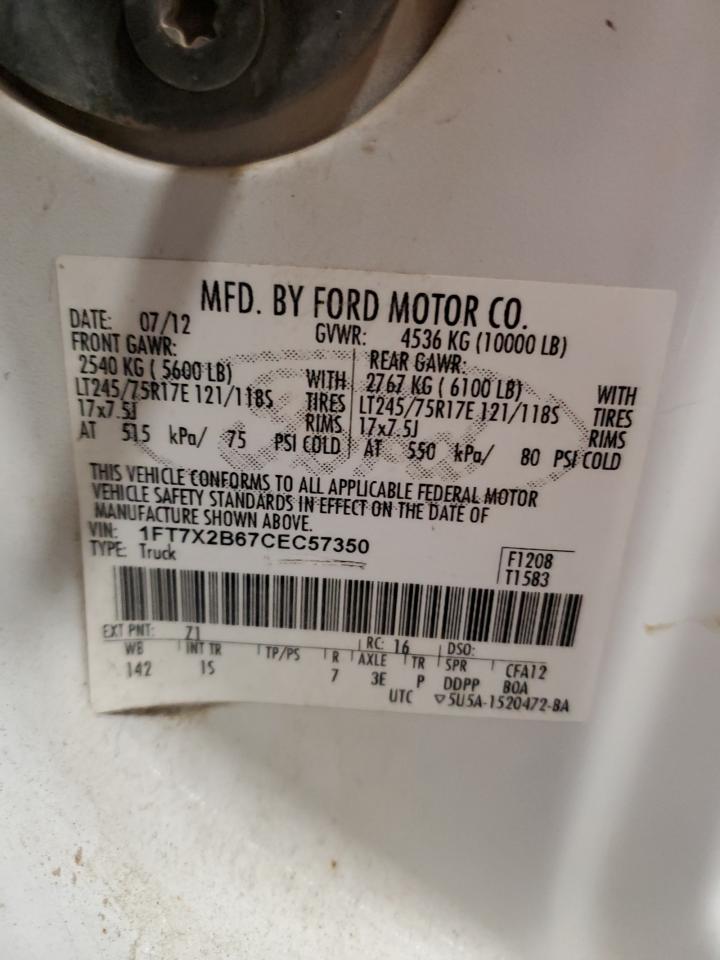 MFD. BY FORD MOTOR CO.
DATE: 07/12 GVWR: 4536 KG (10000 LB)
FRONT GAWR: REAR GAWR:
2540 KG ( 5600 LB) WITH 2767 KG ( 6100 LB) WITH
LT245/75R17E 121/118S TIRES LT245/75R17E 121/118S TIRES
17x7.5J RIMS 17x7.5J RIMS
AT 515 kPa/ 75 PSI COLD AT 550 kPa/ 80 PSI COLD
THIS VEHICLE CONFORMS TO ALL APPLICABLE FEDERAL MOTOR
VEHICLE SAFETY STANDARDS IN EFFECT ON THE DATE OF
MANUFACTURE SHOWN ABOVE.
VIN: 1FT7X2B67CEC57350
TYPE: Truck
F1208
T1583
EXT PNT: Z1 RC: 16 DSO:
WB INT TR TP/PS R AXLE TR SPR CFA12
142 15 7 3E P DDPP BOA
UTC ▽5U5A-1520472-BA